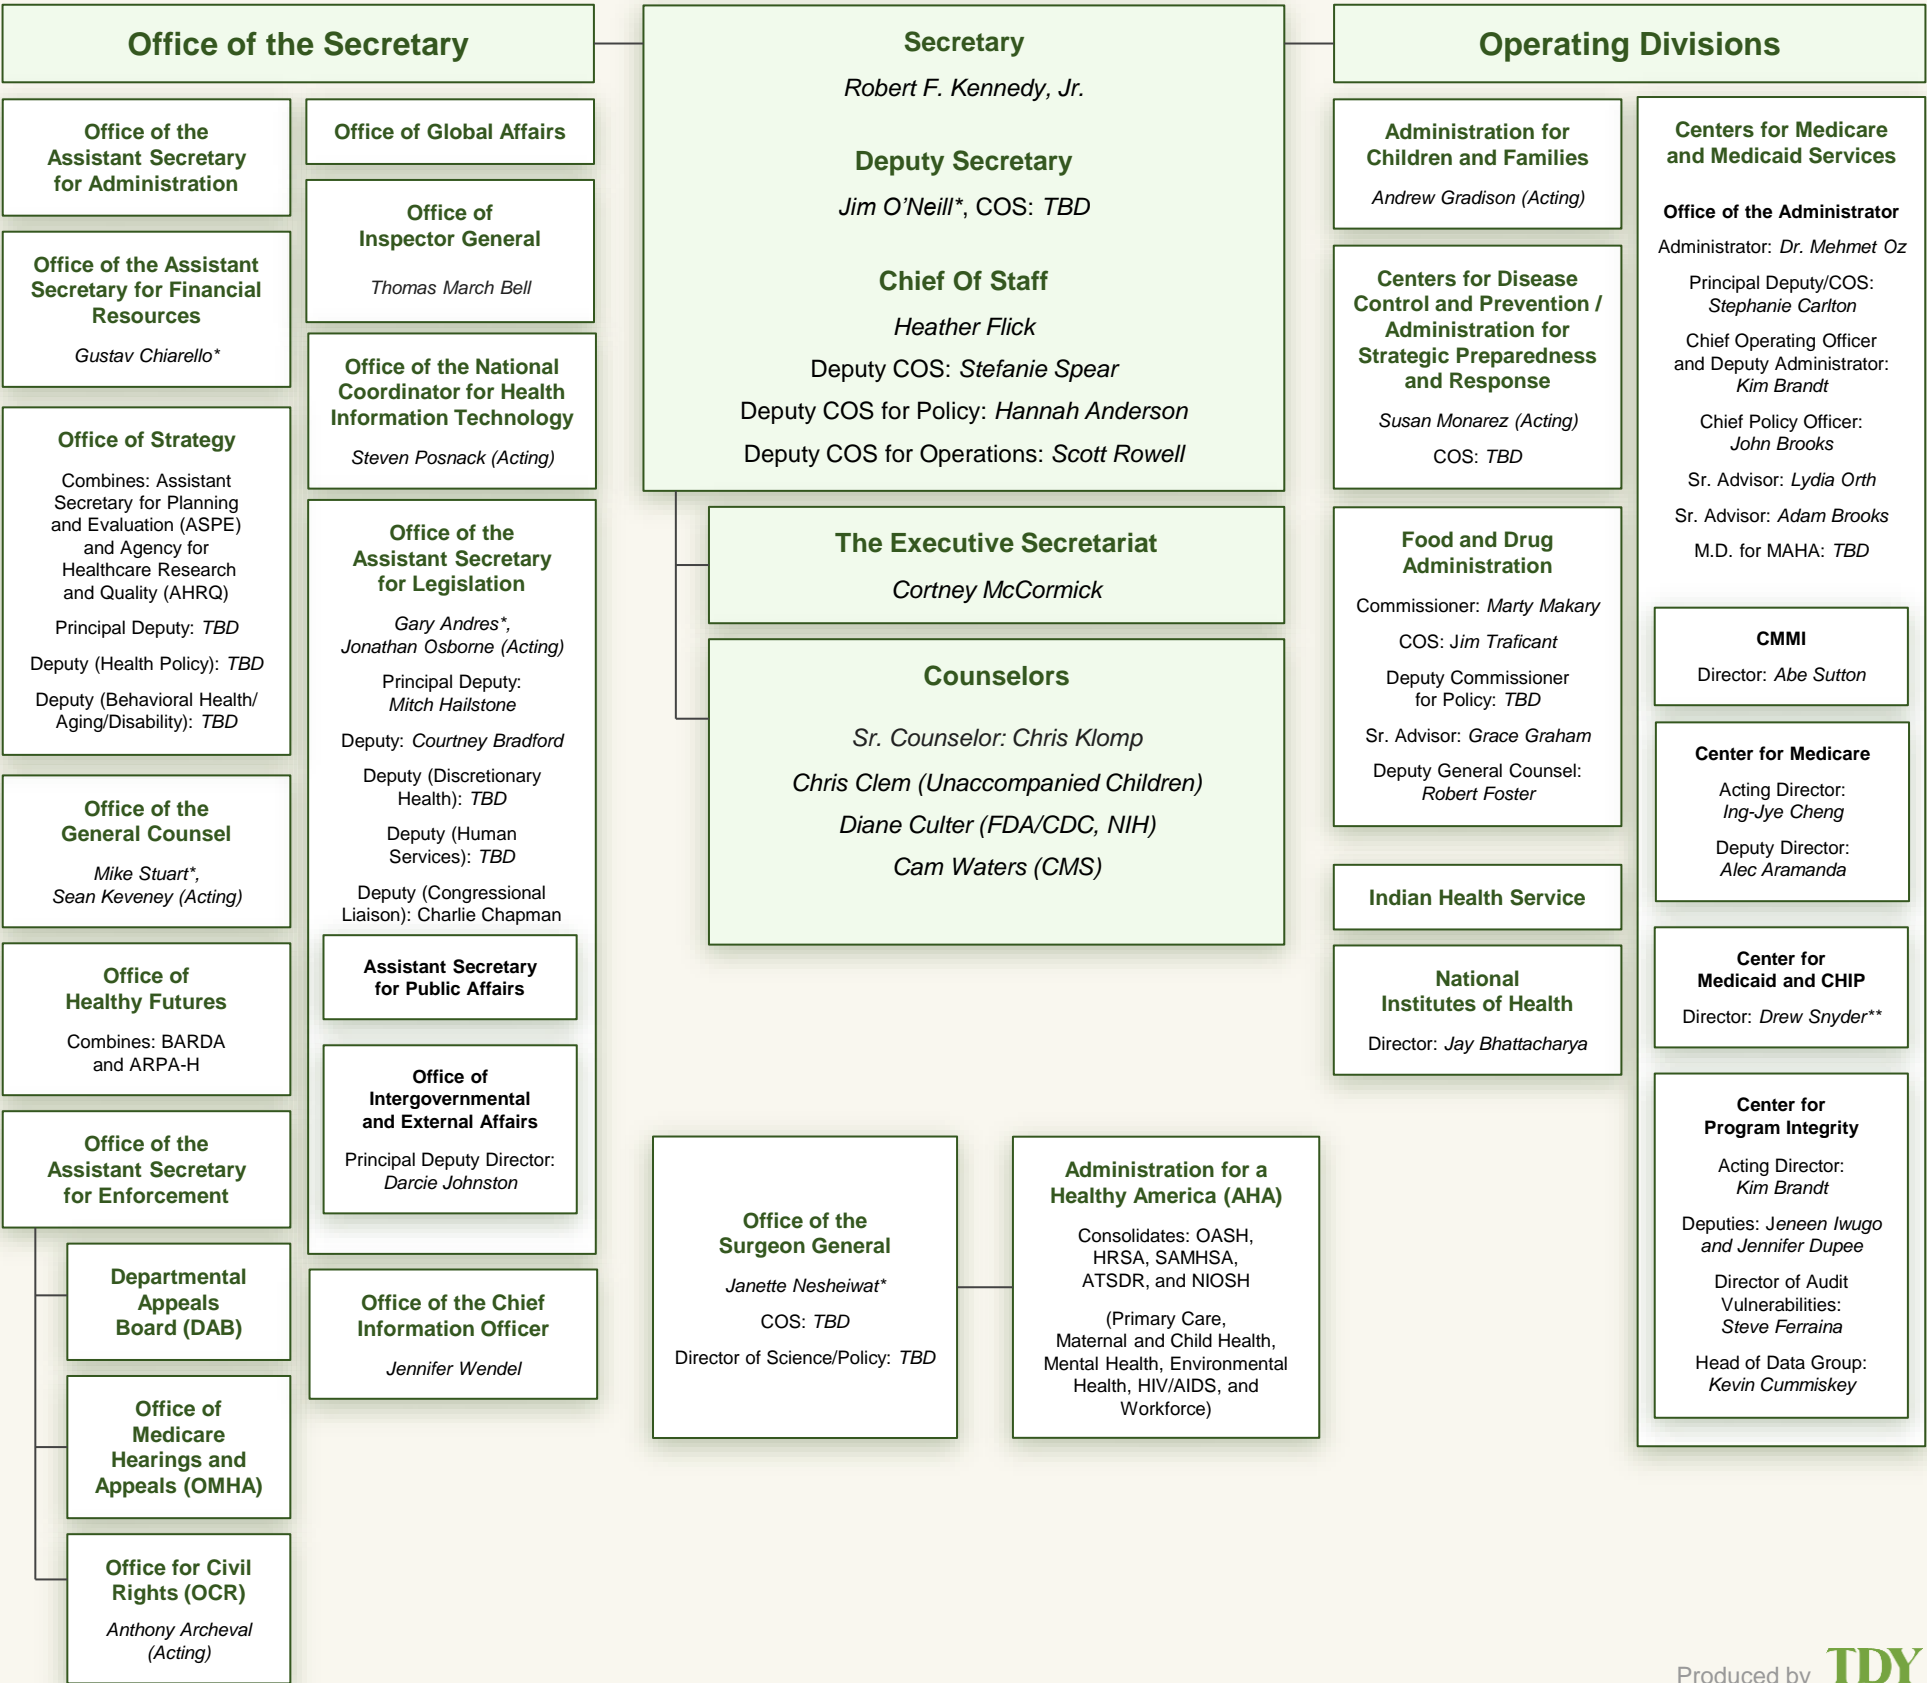 Office of the Secretary
Office of the
Assistant Secretary
for Administration
Office of the Assistant
Secretary for Financial
Resources
Gustav Chiarello*
Office of Strategy
Combines: Assistant
Secretary for Planning
and Evaluation (ASPE)
and Agency for
Healthcare Research
and Quality (AHRQ)
Principal Deputy: TBD
Deputy (Health Policy): TBD
Deputy (Behavioral Health/
Aging/Disability): TBD
Office of the
General Counsel
Mike Stuart*,
Sean Keveney (Acting)
Office of
Healthy Futures
Combines: BARDA
and ARPA-H
Office of the
Assistant Secretary
for Enforcement
Departmental
Appeals
Board (DAB)
Office of
Medicare
Hearings and
Appeals (OMHA)
Office for Civil
Rights (OCR)
Anthony Archeval
(Acting)
Office of Global Affairs
Office of
Inspector General
Thomas March Bell
Office of the National
Coordinator for Health
Information Technology
Steven Posnack (Acting)
Office of the
Assistant Secretary
for Legislation
Gary Andres*,
Jonathan Osborne (Acting)
Principal Deputy:
Mitch Hailstone
Deputy: Courtney Bradford
Deputy (Discretionary
Health): TBD
Deputy (Human
Services): TBD
Deputy (Congressional
Liaison): Charlie Chapman
Assistant Secretary
for Public Affairs
Office of
Intergovernmental
and External Affairs
Principal Deputy Director:
Darcie Johnston
Office of the Chief
Information Officer
Jennifer Wendel
Secretary
Robert F. Kennedy, Jr.
Deputy Secretary
Jim O'Neill*, COS: TBD
Chief Of Staff
Heather Flick
Deputy COS: Stefanie Spear
Deputy COS for Policy: Hannah Anderson
Deputy COS for Operations: Scott Rowell
The Executive Secretariat
Cortney McCormick
Counselors
Sr. Counselor: Chris Klomp
Chris Clem (Unaccompanied Children)
Diane Culter (FDA/CDC, NIH)
Cam Waters (CMS)
Office of the
Surgeon General
Janette Nesheiwat*
COS: TBD
Director of Science/Policy: TBD
Administration for a
Healthy America (AHA)
Consolidates: OASH,
HRSA, SAMHSA,
ATSDR, and NIOSH
(Primary Care,
Maternal and Child Health,
Mental Health, Environmental
Health, HIV/AIDS, and
Workforce)
Operating Divisions
Administration for
Children and Families
Andrew Gradison (Acting)
Centers for Disease
Control and Prevention /
Administration for
Strategic Preparedness
and Response
Susan Monarez (Acting)
COS: TBD
Food and Drug
Administration
Commissioner: Marty Makary
COS: Jim Traficant
Deputy Commissioner
for Policy: TBD
Sr. Advisor: Grace Graham
Deputy General Counsel:
Robert Foster
Indian Health Service
National
Institutes of Health
Director: Jay Bhattacharya
Centers for Medicare
and Medicaid Services
Office of the Administrator
Administrator: Dr. Mehmet Oz
Principal Deputy/COS:
Stephanie Carlton
Chief Operating Officer
and Deputy Administrator:
Kim Brandt
Chief Policy Officer:
John Brooks
Sr. Advisor: Lydia Orth
Sr. Advisor: Adam Brooks
M.D. for MAHA: TBD
CMMI
Director: Abe Sutton
Center for Medicare
Acting Director:
Ing-Jye Cheng
Deputy Director:
Alec Aramanda
Center for
Medicaid and CHIP
Director: Drew Snyder**
Center for
Program Integrity
Acting Director:
Kim Brandt
Deputies: Jeneen Iwugo
and Jennifer Dupee
Director of Audit
Vulnerabilities:
Steve Ferraina
Head of Data Group:
Kevin Cummiskey
Produced by TDY